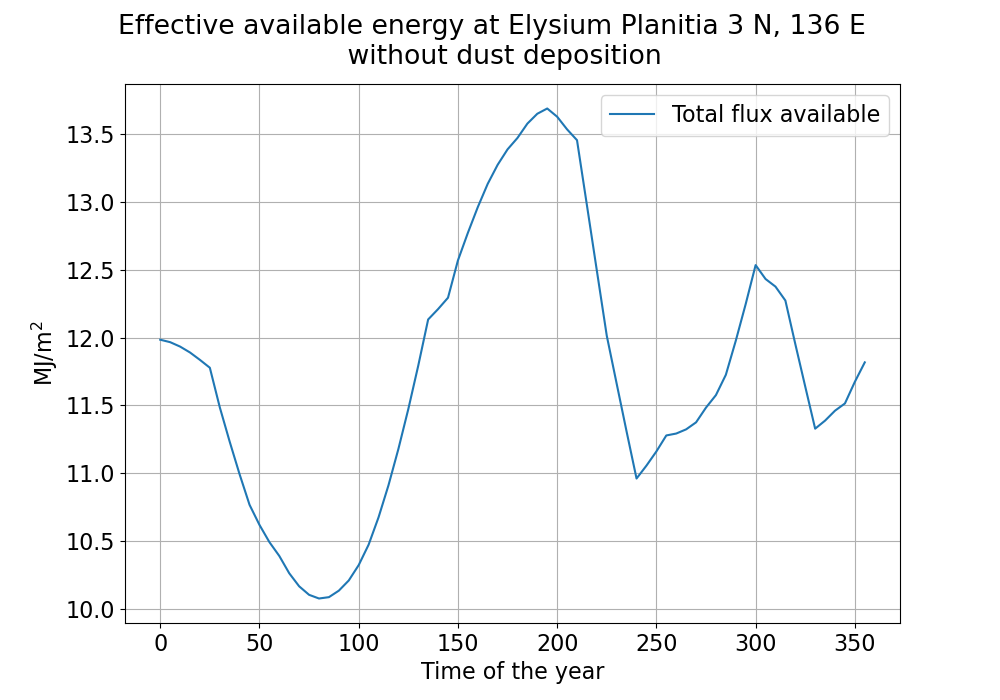 Effective available energy at Elysium Planitia 3 N, 136 E
without dust deposition
Total flux available
MJ/m²
13.5
13.0
12.5
12.0
11.5
11.0
10.5
10.0
0 50 100 150 200 250 300 350
Time of the year